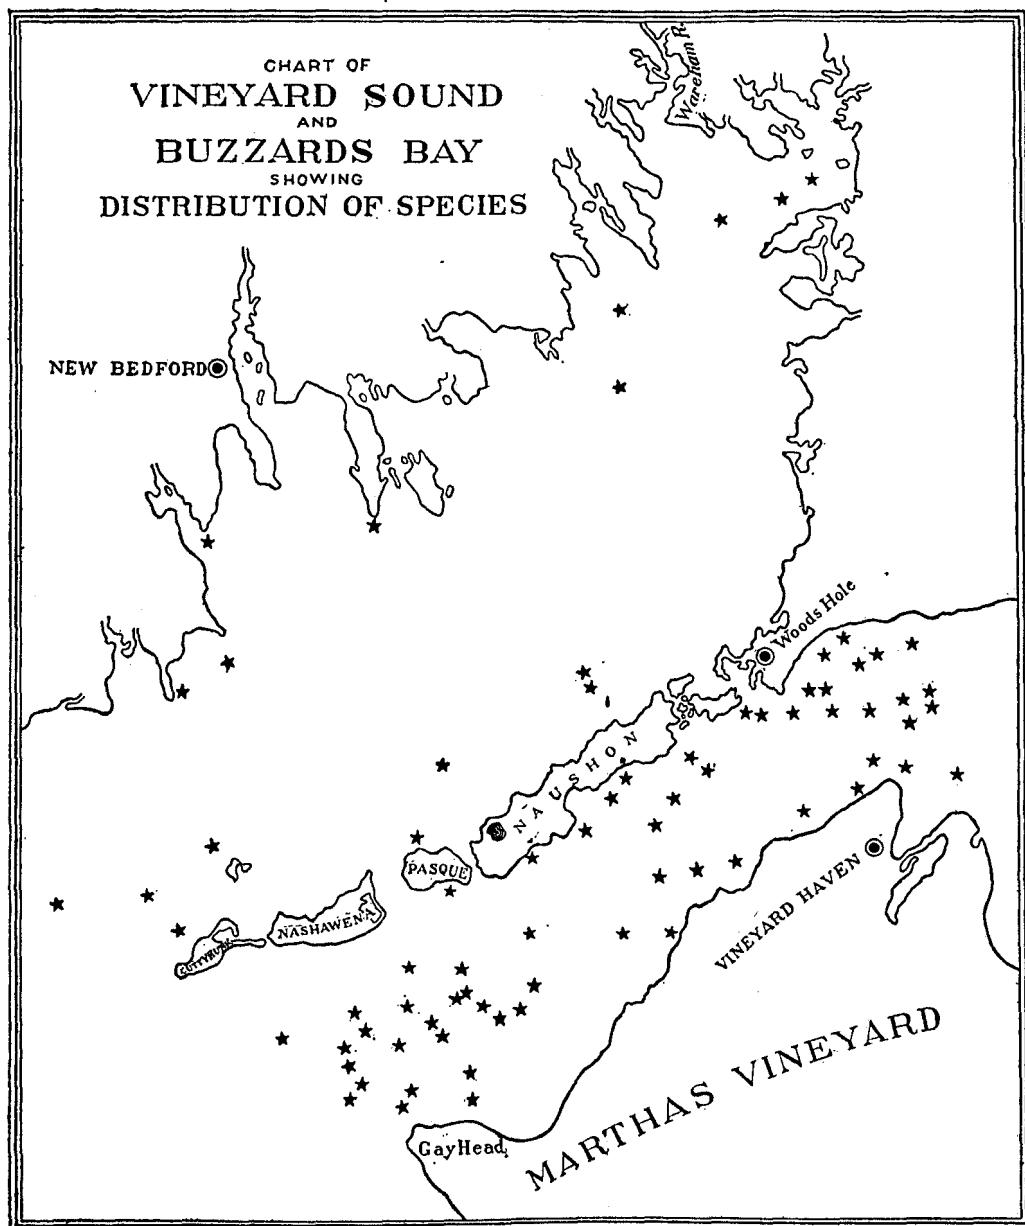 CHART OF
VINEYARD SOUND
AND
BUZZARDS BAY
SHOWING
DISTRIBUTION OF SPECIES
Wareham R.
NEW BEDFORD
Woods Hole
NAUSHON
PASQUE
NASHAWENA
CUTTYHUNK
VINEYARD HAVEN
MARTHAS VINEYARD
Gay Head